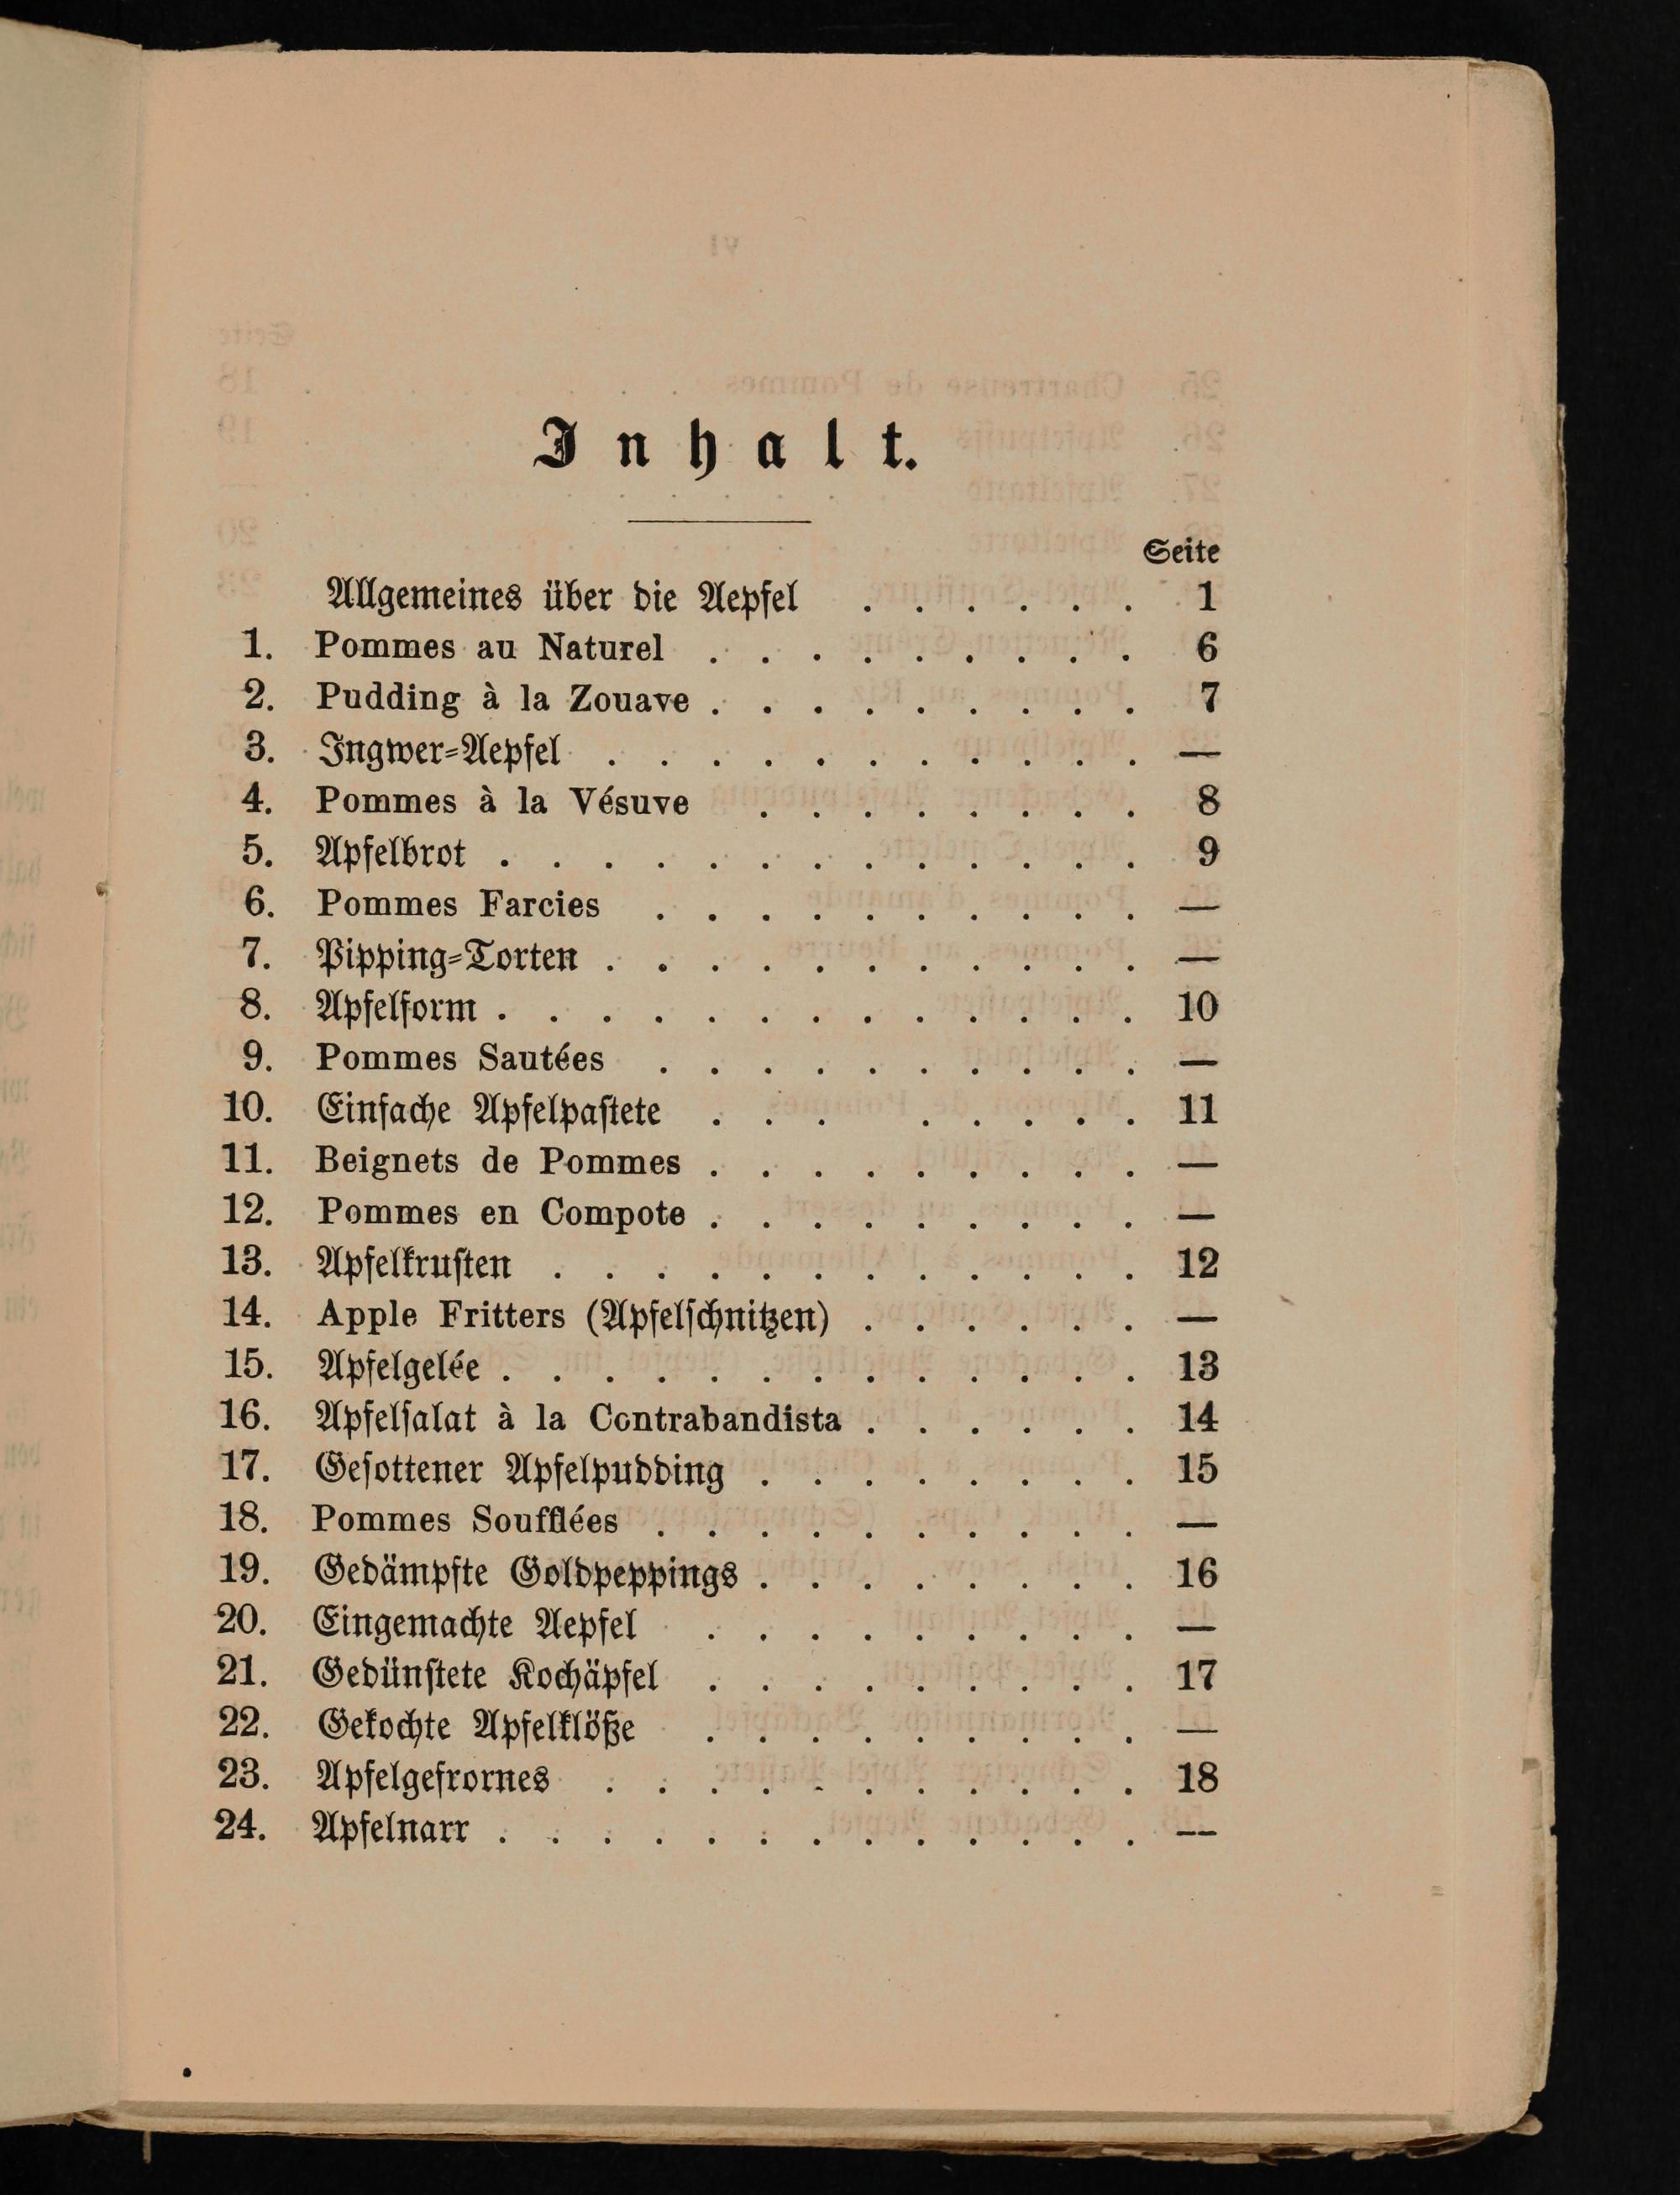 Inhalt.
Seite
Allgemeines über die Aepfel . . . . . . 1
1. Pommes au Naturel . . . . . . . . . 6
2. Pudding à la Zouave . . . . . . . . . 7
3. Ingwer-Aepfel . . . . . . . . . . . —
4. Pommes à la Vésuve . . . . . . . . 8
5. Apfelbrot . . . . . . . . . . . . . 9
6. Pommes Farcies . . . . . . . . . . —
7. Pipping-Torten . . . . . . . . . . . —
8. Apfelform . . . . . . . . . . . . . 10
9. Pommes Sautées . . . . . . . . . . —
10. Einfache Apfelpaſtete . . . . . . . . 11
11. Beignets de Pommes . . . . . . . . . —
12. Pommes en Compote . . . . . . . . . —
13. Apfelkruſten . . . . . . . . . . . . 12
14. Apple Fritters (Apfelſchnitzen) . . . . . . —
15. Apfelgelée . . . . . . . . . . . . . 13
16. Apfelſalat à la Contrabandista . . . . . . 14
17. Geſottener Apfelpudding . . . . . . . . 15
18. Pommes Soufflées . . . . . . . . . . —
19. Gedämpfte Goldpeppings . . . . . . . . 16
20. Eingemachte Aepfel . . . . . . . . . —
21. Gedünſtete Kochäpfel . . . . . . . . . 17
22. Gekochte Apfelklöße . . . . . . . . . —
23. Apfelgefrornes . . . . . . . . . . . 18
24. Apfelnarr . . . . . . . . . . . . . —